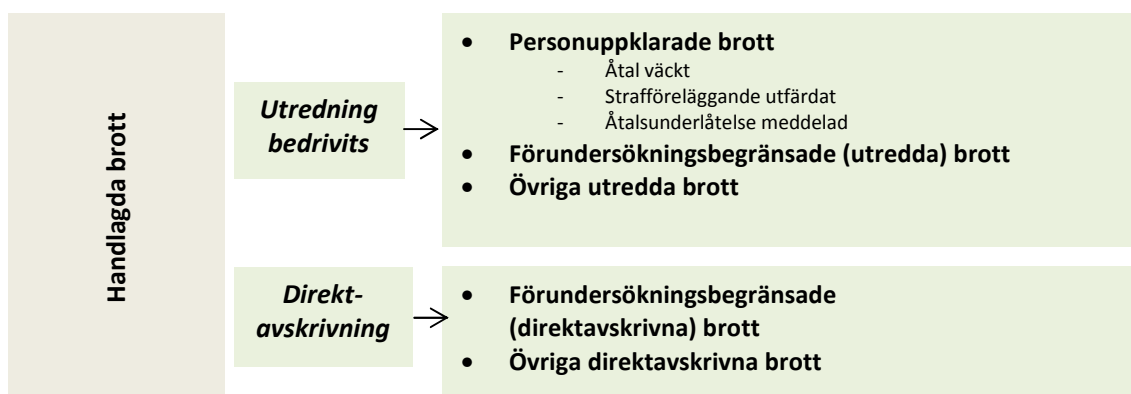 Handlagda brott
Utredning
bedrivits
• Personuppklarade brott
- Åtal väckt
- Strafföreläggande utfärdat
- Åtalsunderlåtelse meddelad
• Förundersökningsbegränsade (utredda) brott
• Övriga utredda brott
Direkt-
avskrivning
• Förundersökningsbegränsade
(direktavskrivna) brott
• Övriga direktavskrivna brott